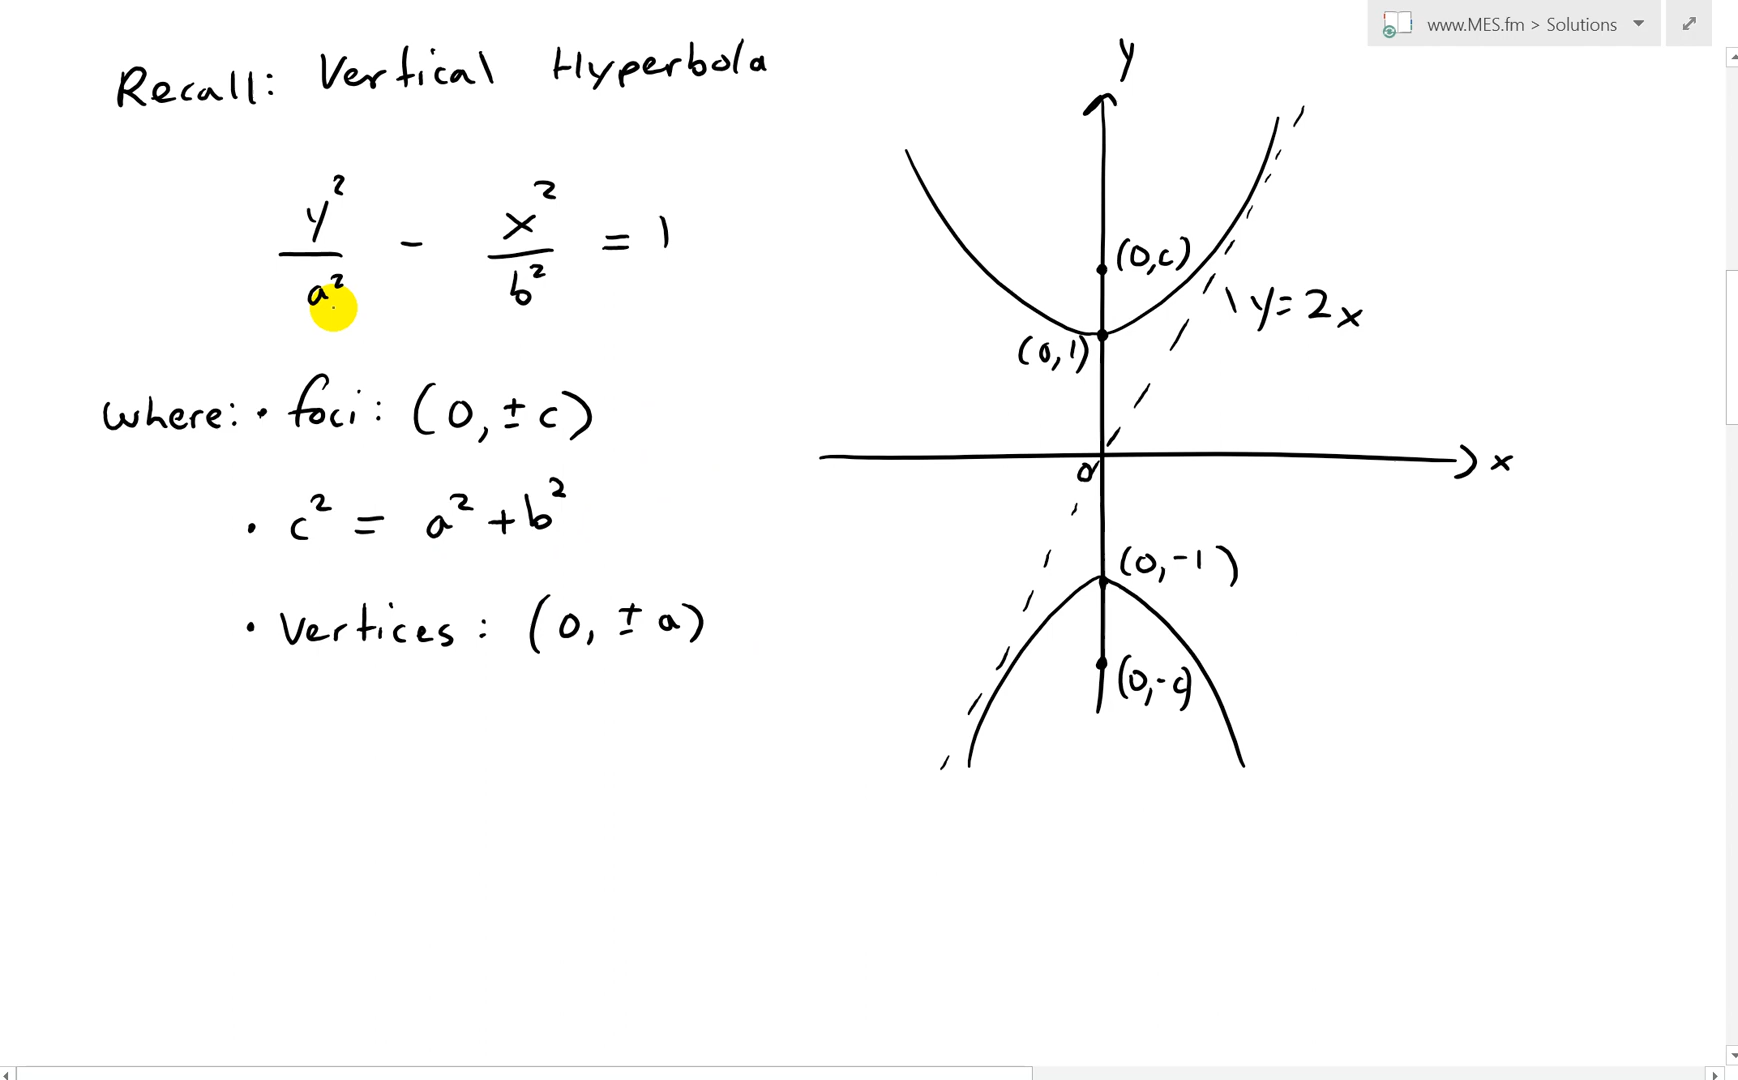 www.MES.fm > Solutions
Recall: Vertical Hyperbola
y²/a² - x²/b² = 1
where: • foci: (0, ± c)
• c² = a² + b²
• vertices: (0, ± a)
y
(0,c)
y=2x
(0,1)
0
x
(0,-1)
(0,-c)